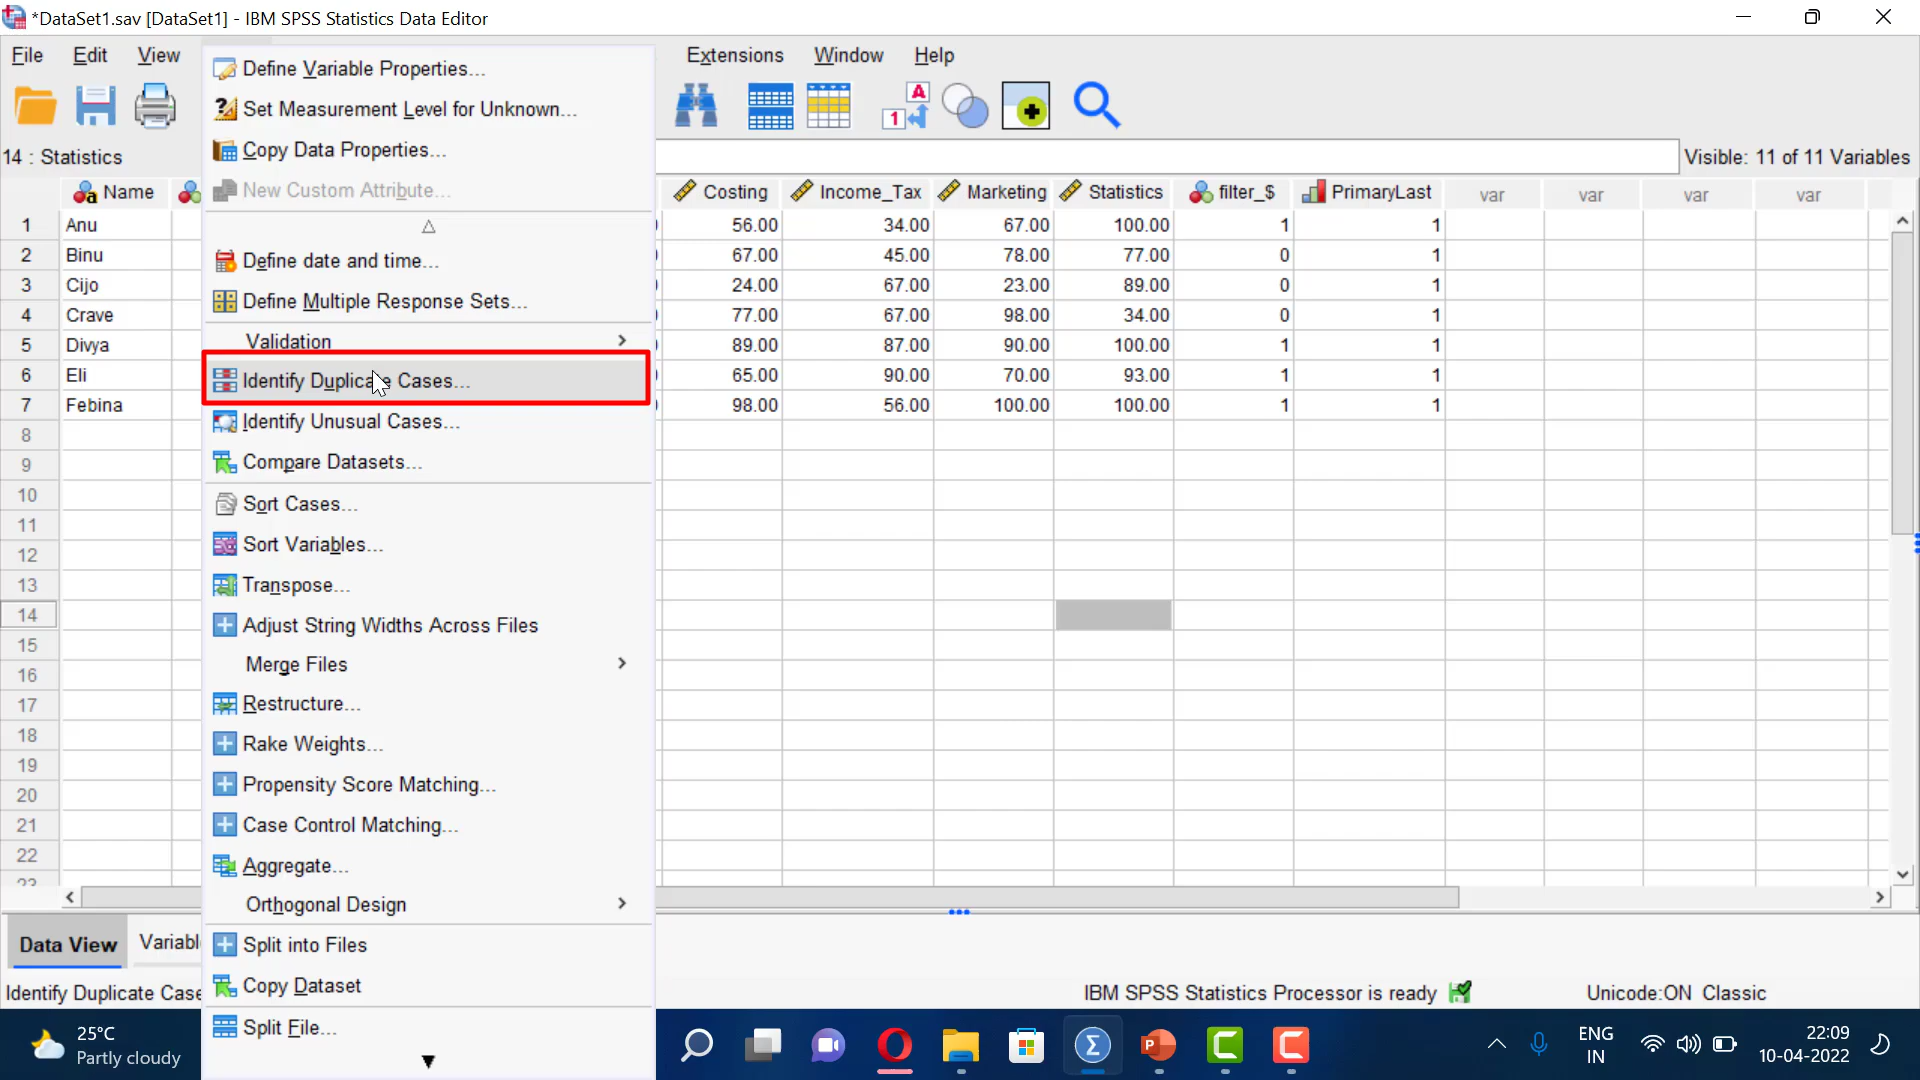 *DataSet1.sav [DataSet1] - IBM SPSS Statistics Data Editor
File Edit View Extensions Window Help
14 : Statistics Visible: 11 of 11 Variables
Name Costing Income_Tax Marketing Statistics filter_$ PrimaryLast var var var var
1 Anu 56.00 34.00 67.00 100.00 1 1
2 Binu 67.00 45.00 78.00 77.00 0 1
3 Cijo 24.00 67.00 23.00 89.00 0 1
4 Crave 77.00 67.00 98.00 34.00 0 1
5 Divya 89.00 87.00 90.00 100.00 1 1
6 Eli 65.00 90.00 70.00 93.00 1 1
7 Febina 98.00 56.00 100.00 100.00 1 1
8
9
10
11
12
13
14
15
16
17
18
19
20
21
22
23
Define Variable Properties...
Set Measurement Level for Unknown...
Copy Data Properties...
New Custom Attribute...
Define date and time...
Define Multiple Response Sets...
Validation
Identify Duplicate Cases...
Identify Unusual Cases...
Compare Datasets...
Sort Cases...
Sort Variables...
Transpose...
Adjust String Widths Across Files
Merge Files
Restructure...
Rake Weights...
Propensity Score Matching...
Case Control Matching...
Aggregate...
Orthogonal Design
Split into Files
Copy Dataset
Split File...
Data View Variabl
Identify Duplicate Case IBM SPSS Statistics Processor is ready Unicode:ON Classic
25°C
Partly cloudy
ENG
IN
22:09
10-04-2022